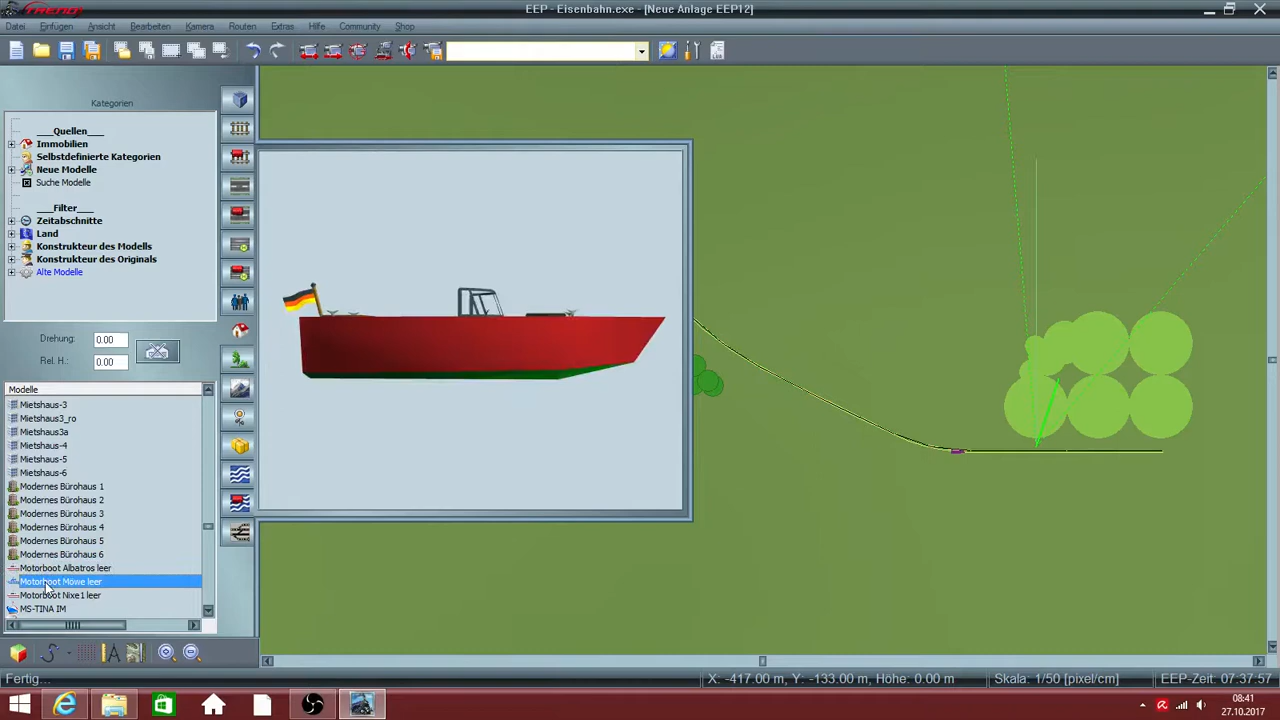 TREND
EEP - Eisenbahn.exe - [Neue Anlage EEP12]
Datei Einfügen Ansicht Bearbeiten Kamera Routen Extras Hilfe Community Shop
Kategorien
___Quellen___
Immobilien
Selbstdefinierte Kategorien
Neue Modelle
Suche Modelle
___Filter___
Zeitabschnitte
Land
Konstrukteur des Modells
Konstrukteur des Originals
Alte Modelle
Drehung: 0.00
Rel. H.: 0.00
Modelle
Mietshaus-3
Mietshaus3_ro
Mietshaus3a
Mietshaus-4
Mietshaus-5
Mietshaus-6
Modernes Bürohaus 1
Modernes Bürohaus 2
Modernes Bürohaus 3
Modernes Bürohaus 4
Modernes Bürohaus 5
Modernes Bürohaus 6
Motorboot Albatros leer
Motorboot Möwe leer
Motorboot Nixe1 leer
MS-TINA IM
Fertig... X: -417.00 m, Y: -133.00 m, Höhe: 0.00 m Skala: 1/50 [pixel/cm] EEP-Zeit: 07:37:57
08:41
27.10.2017